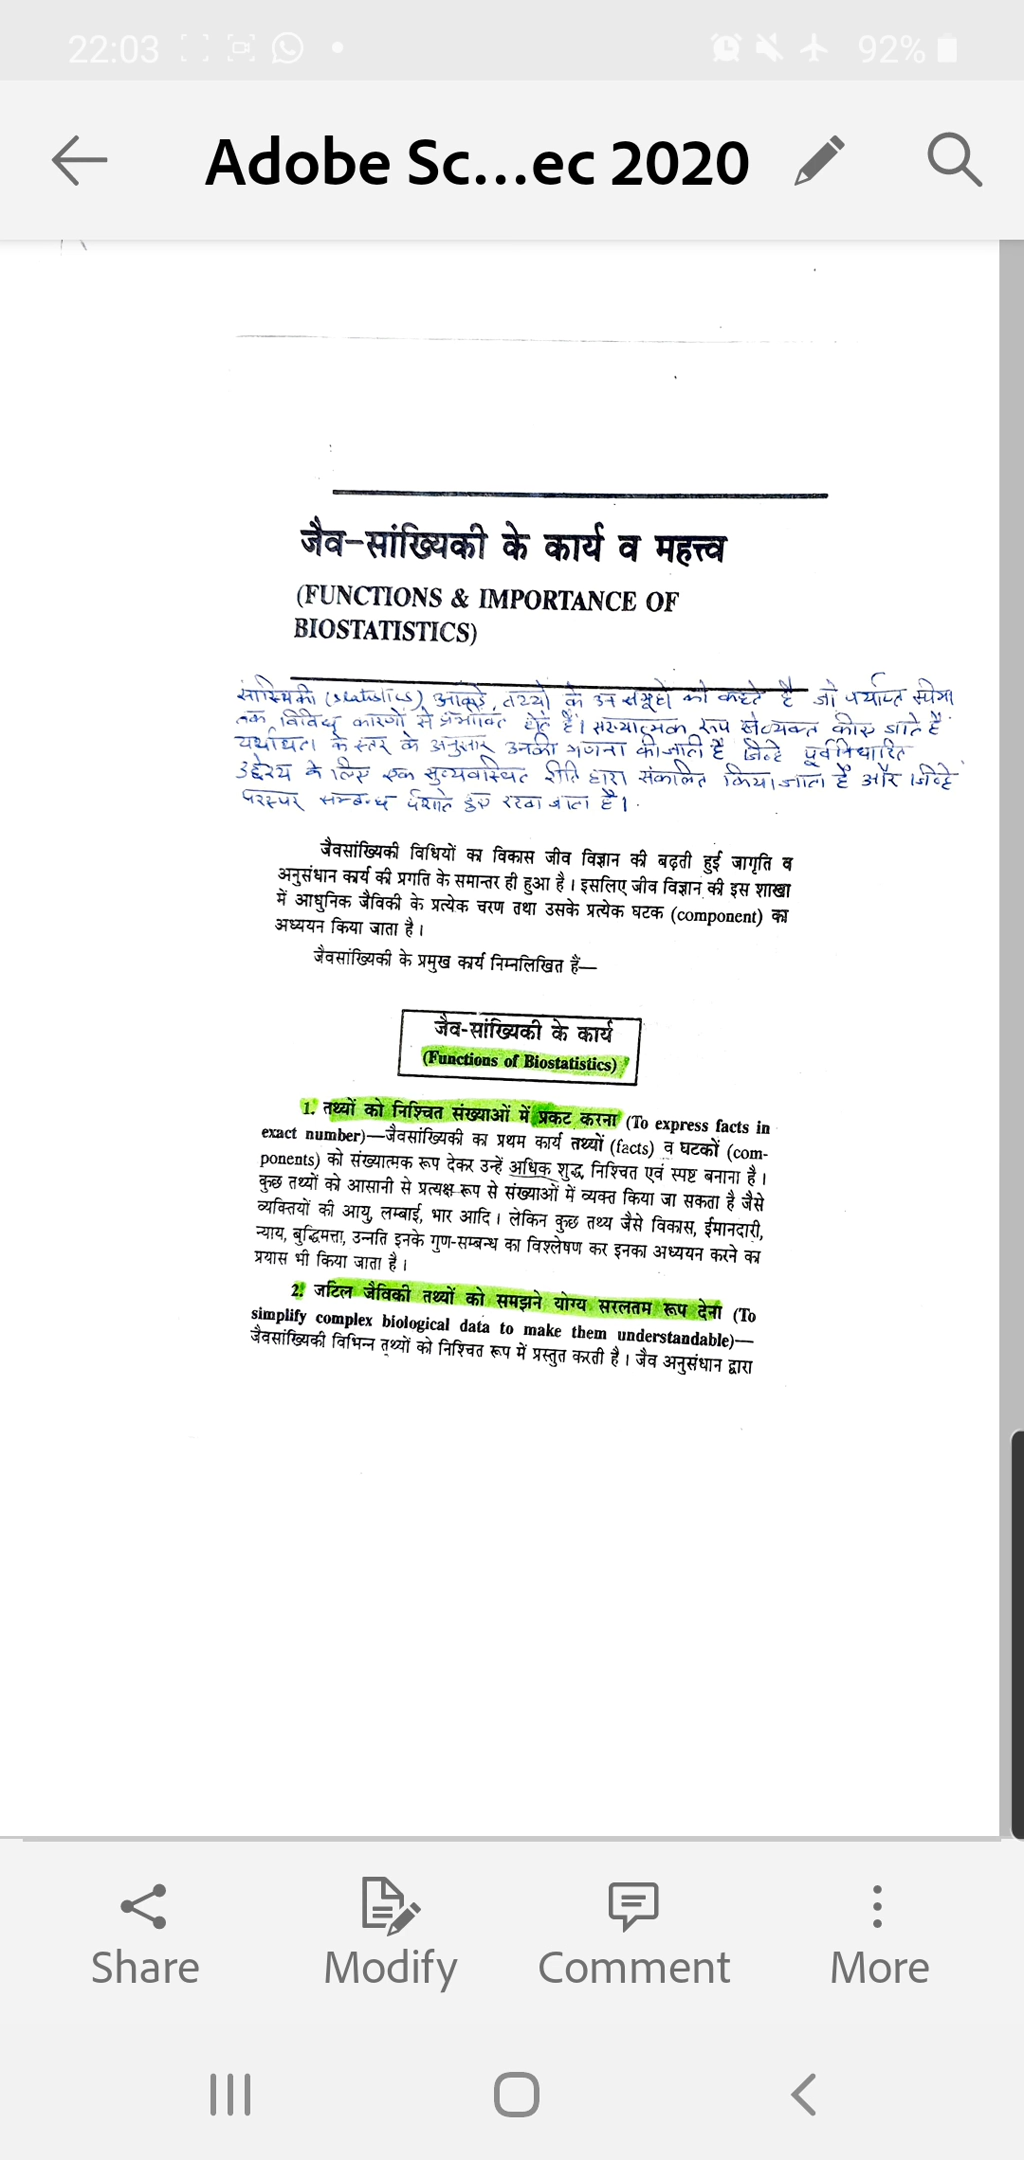 22:03
92%
Adobe Sc...ec 2020
जैव-सांख्यिकी के कार्य व महत्त्व
(FUNCTIONS & IMPORTANCE OF
BIOSTATISTICS)
सांख्यिकी (statistics) आंकड़े, तथ्यो के उन समूहो को कहते है जो पर्याप्त सीमा
तक विविध कारणों से प्रभावित होते है। संख्यात्मक रूप से व्यक्त किए जाते है
यर्थाथता के स्तर के अनुसार उनकी गणना की जाती है जिन्हे पूर्वनिर्धारित
उद्देश्य के लिए एक सुव्यवस्थित रीति द्वारा संकलित किया जाता है और जिन्हे
परस्पर सम्बन्ध दर्शाते हुए रखा जाता है।
जैवसांख्यिकी विधियों का विकास जीव विज्ञान की बढ़ती हुई जागृति व
अनुसंधान कार्य की प्रगति के समान्तर ही हुआ है। इसलिए जीव विज्ञान की इस शाखा
में आधुनिक जैविकी के प्रत्येक चरण तथा उसके प्रत्येक घटक (component) का
अध्ययन किया जाता है।
जैवसांख्यिकी के प्रमुख कार्य निम्नलिखित हैं—
जैव-सांख्यिकी के कार्य
(Functions of Biostatistics)
1. तथ्यों को निश्चित संख्याओं में प्रकट करना (To express facts in
exact number)—जैवसांख्यिकी का प्रथम कार्य तथ्यों (facts) व घटकों (com-
ponents) को संख्यात्मक रूप देकर उन्हें अधिक शुद्ध, निश्चित एवं स्पष्ट बनाना है।
कुछ तथ्यों को आसानी से प्रत्यक्ष रूप से संख्याओं में व्यक्त किया जा सकता है जैसे
व्यक्तियों की आयु, लम्बाई, भार आदि। लेकिन कुछ तथ्य जैसे विकास, ईमानदारी,
न्याय, बुद्धिमत्ता, उन्नति इनके गुण-सम्बन्ध का विश्लेषण कर इनका अध्ययन करने का
प्रयास भी किया जाता है।
2. जटिल जैविकी तथ्यों को समझने योग्य सरलतम रूप देना (To
simplify complex biological data to make them understandable)—
जैवसांख्यिकी विभिन्न तथ्यों को निश्चित रूप में प्रस्तुत करती है। जैव अनुसंधान द्वारा
Share Modify Comment More